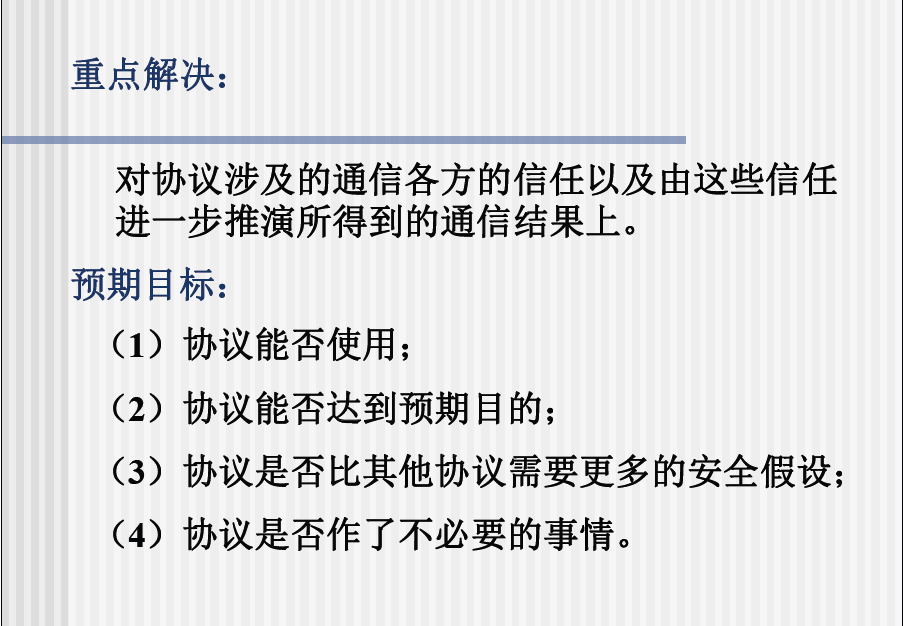 重点解决：
对协议涉及的通信各方的信任以及由这些信任
进一步推演所得到的通信结果上。
预期目标：
（1）协议能否使用；
（2）协议能否达到预期目的；
（3）协议是否比其他协议需要更多的安全假设；
（4）协议是否作了不必要的事情。